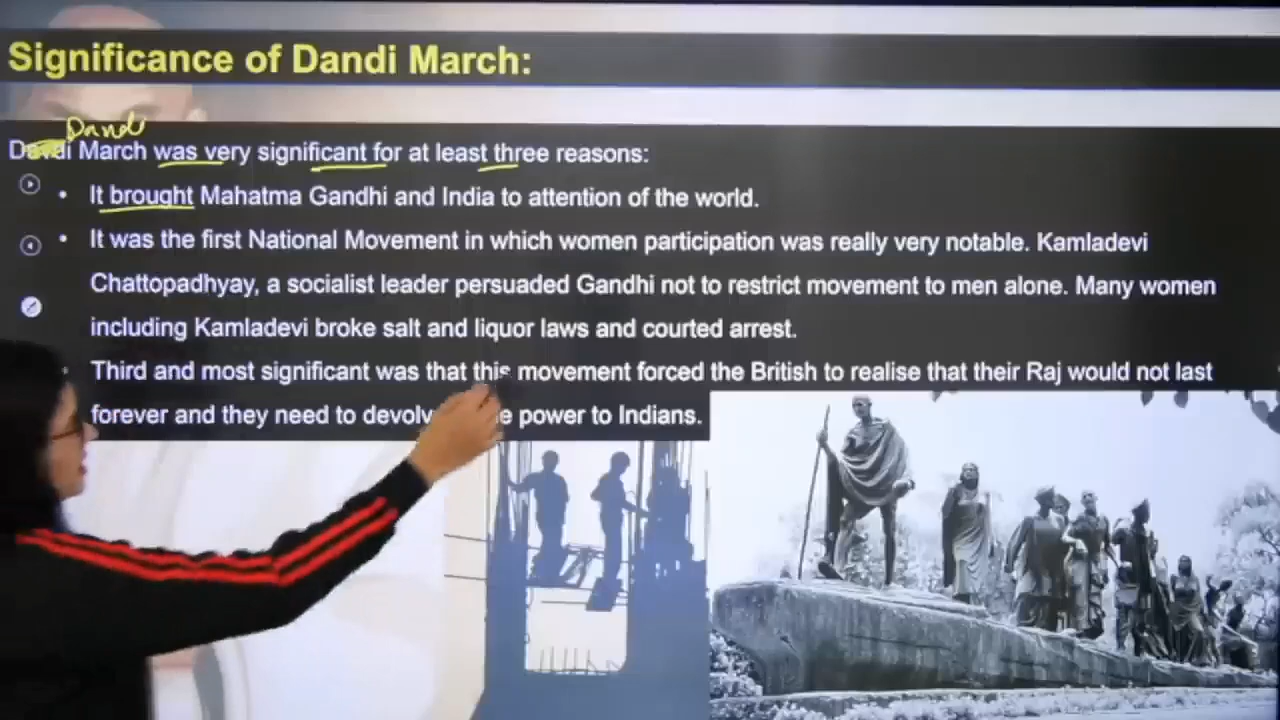 Significance of Dandi March:
Dandi
Dandi March was very significant for at least three reasons:
• It brought Mahatma Gandhi and India to attention of the world.
• It was the first National Movement in which women participation was really very notable. Kamladevi
Chattopadhyay, a socialist leader persuaded Gandhi not to restrict movement to men alone. Many women
including Kamladevi broke salt and liquor laws and courted arrest.
Third and most significant was that this movement forced the British to realise that their Raj would not last
forever and they need to power to Indians.